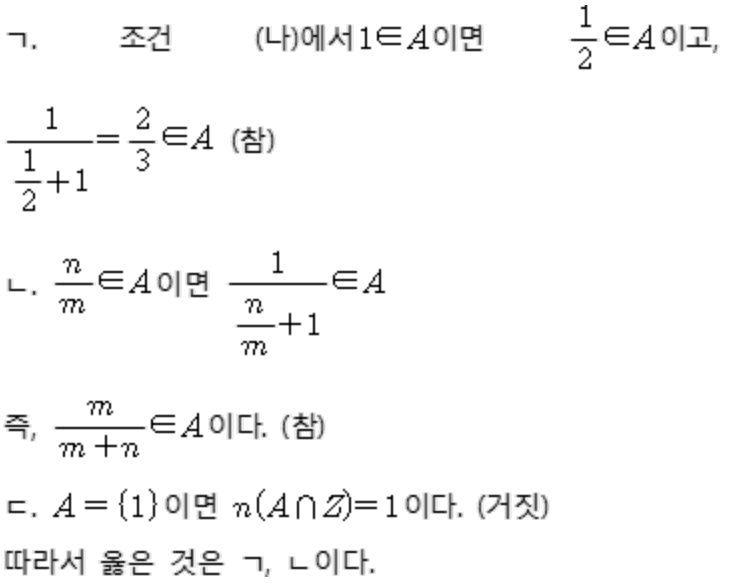 ㄱ. 조건 (나)에서 1∈A이면 1/2∈A이고,
1/(1/2+1)=2/3∈A (참)
ㄴ. n/m∈A이면 1/(n/m+1)∈A
즉, m/(m+n)∈A이다. (참)
ㄷ. A={1}이면 n(A∩Z)=1이다. (거짓)
따라서 옳은 것은 ㄱ, ㄴ이다.